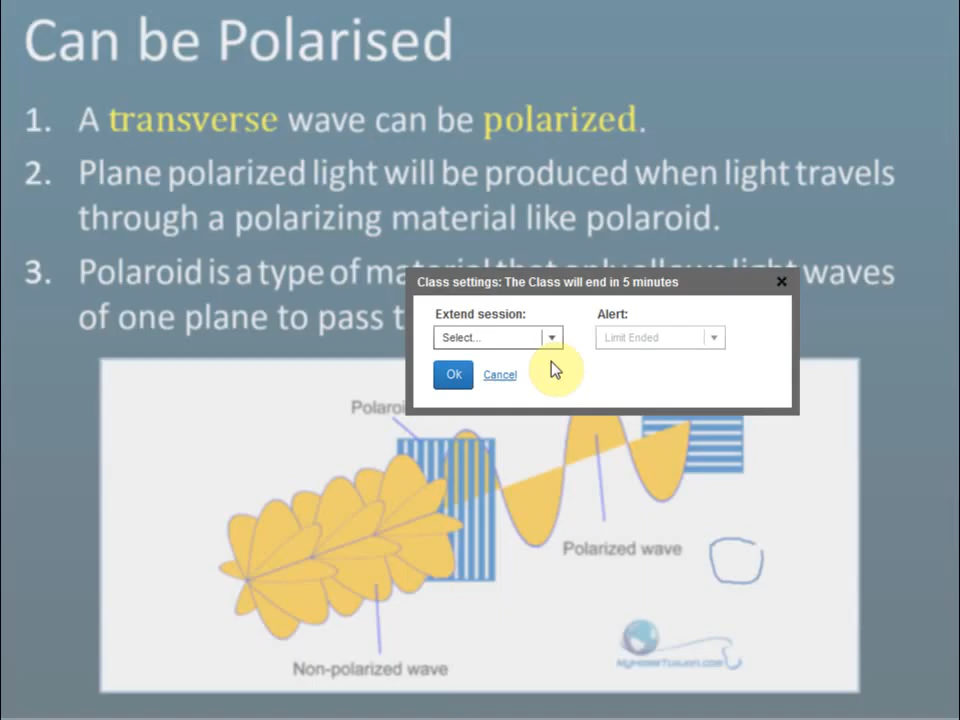 Can be Polarised
1. A transverse wave can be polarized.
2. Plane polarized light will be produced when light travels
through a polarizing material like polaroid.
3. Polaroid is a type of material that only allows light waves
of one plane to pass t
Class settings: The Class will end in 5 minutes
Extend session: Alert:
Select... Limit Ended
Ok Cancel
Polaroi
Polarized wave
Non-polarized wave
MyHomeTuition.com